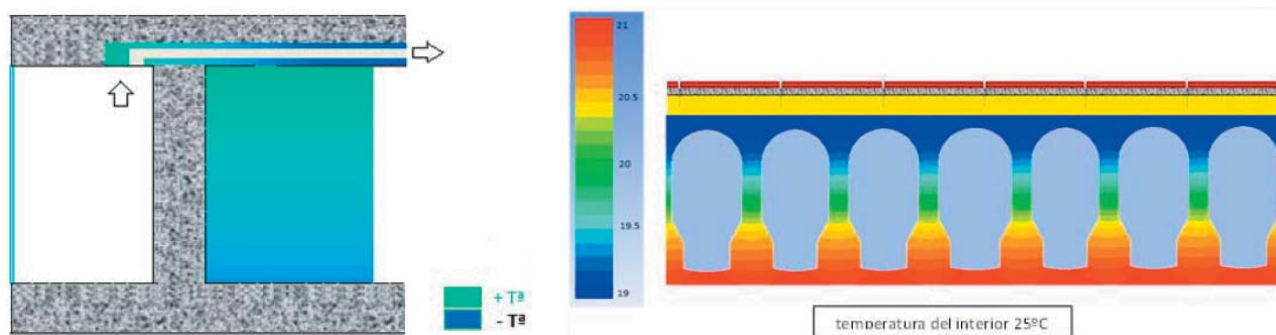 + Tª
- Tª
21
20.5
20
19.5
19
temperatura del interior 25ºC